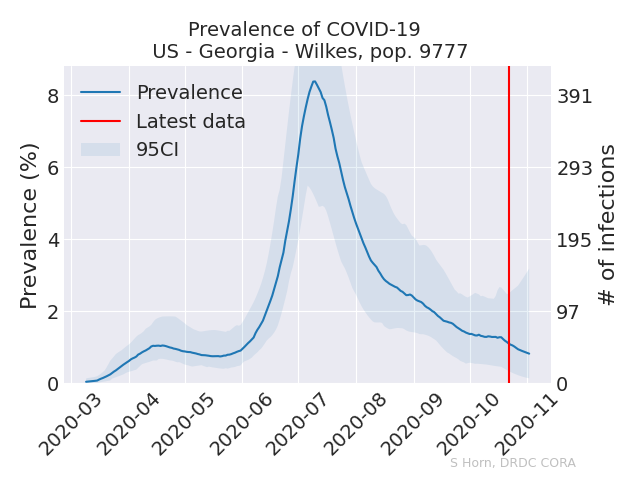 Prevalence of COVID-19
US - Georgia - Wilkes, pop. 9777
Prevalence
Latest data
95CI
Prevalence (%)
8
6
4
2
0
# of infections
391
293
195
97
0
2020-03
2020-04
2020-05
2020-06
2020-07
2020-08
2020-09
2020-10
2020-11
S Horn, DRDC CORA